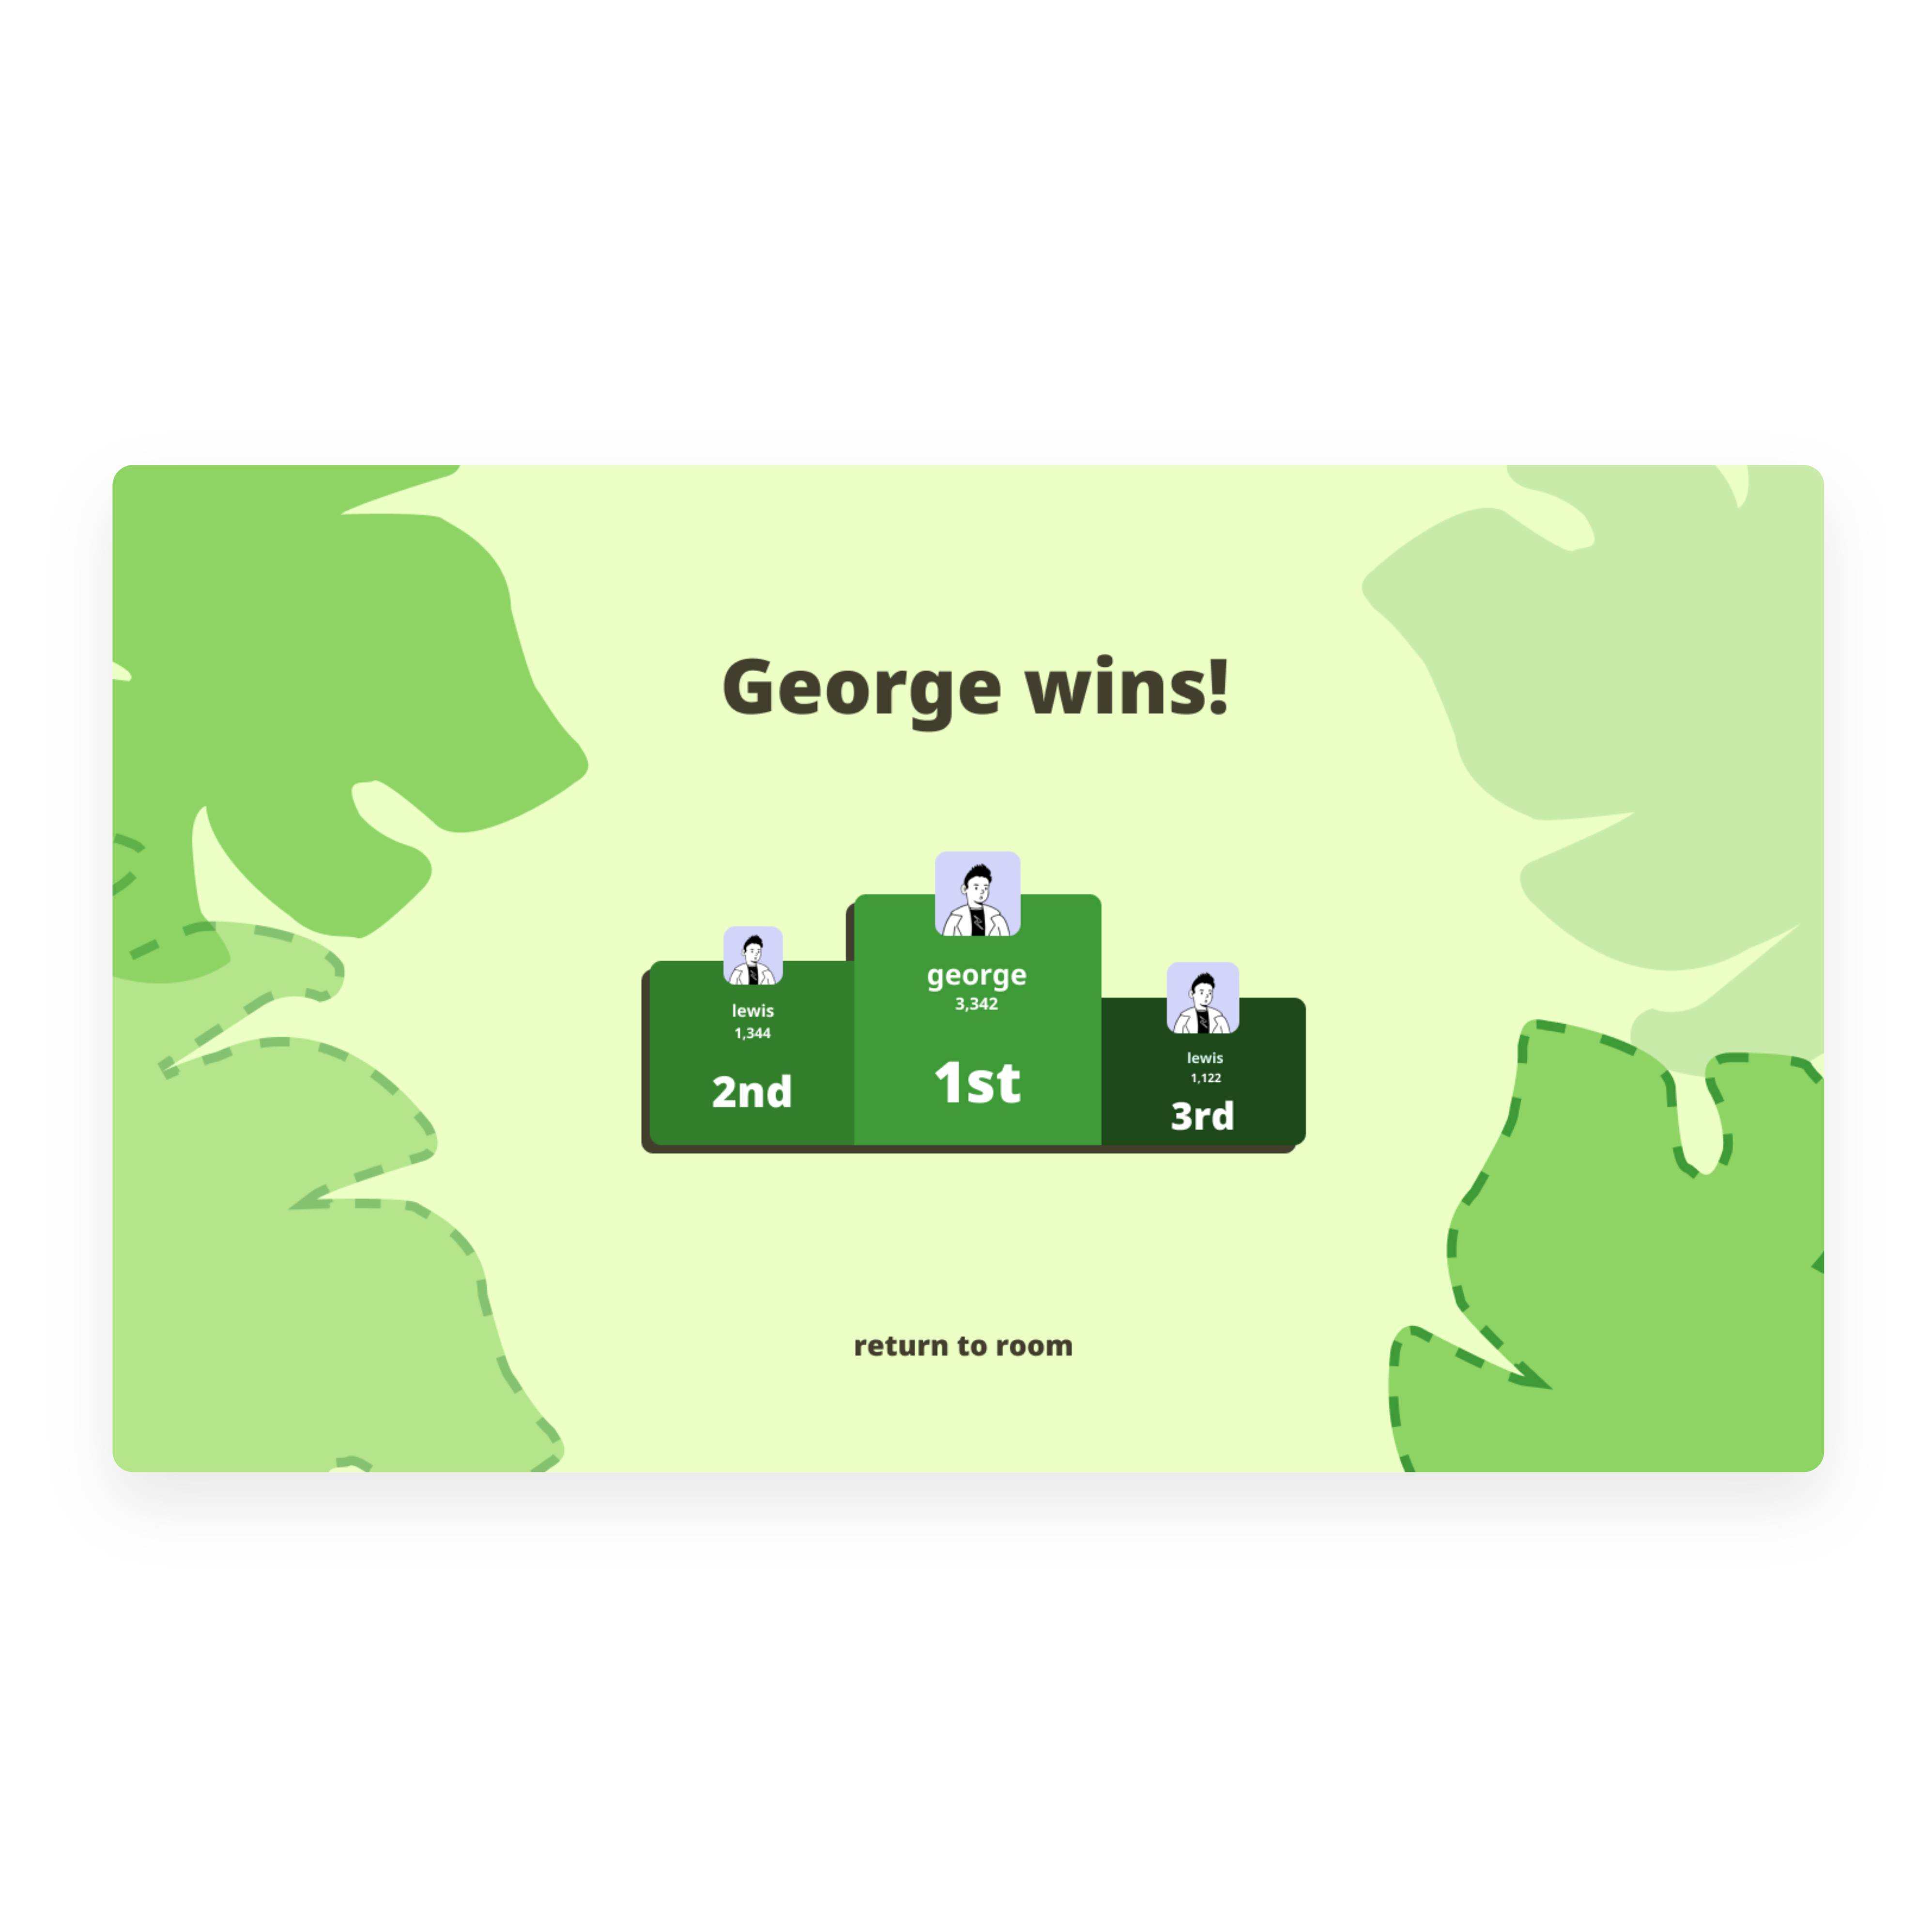 George wins!
george
3,342
1st
lewis
1,344
2nd
lewis
1,122
3rd
return to room